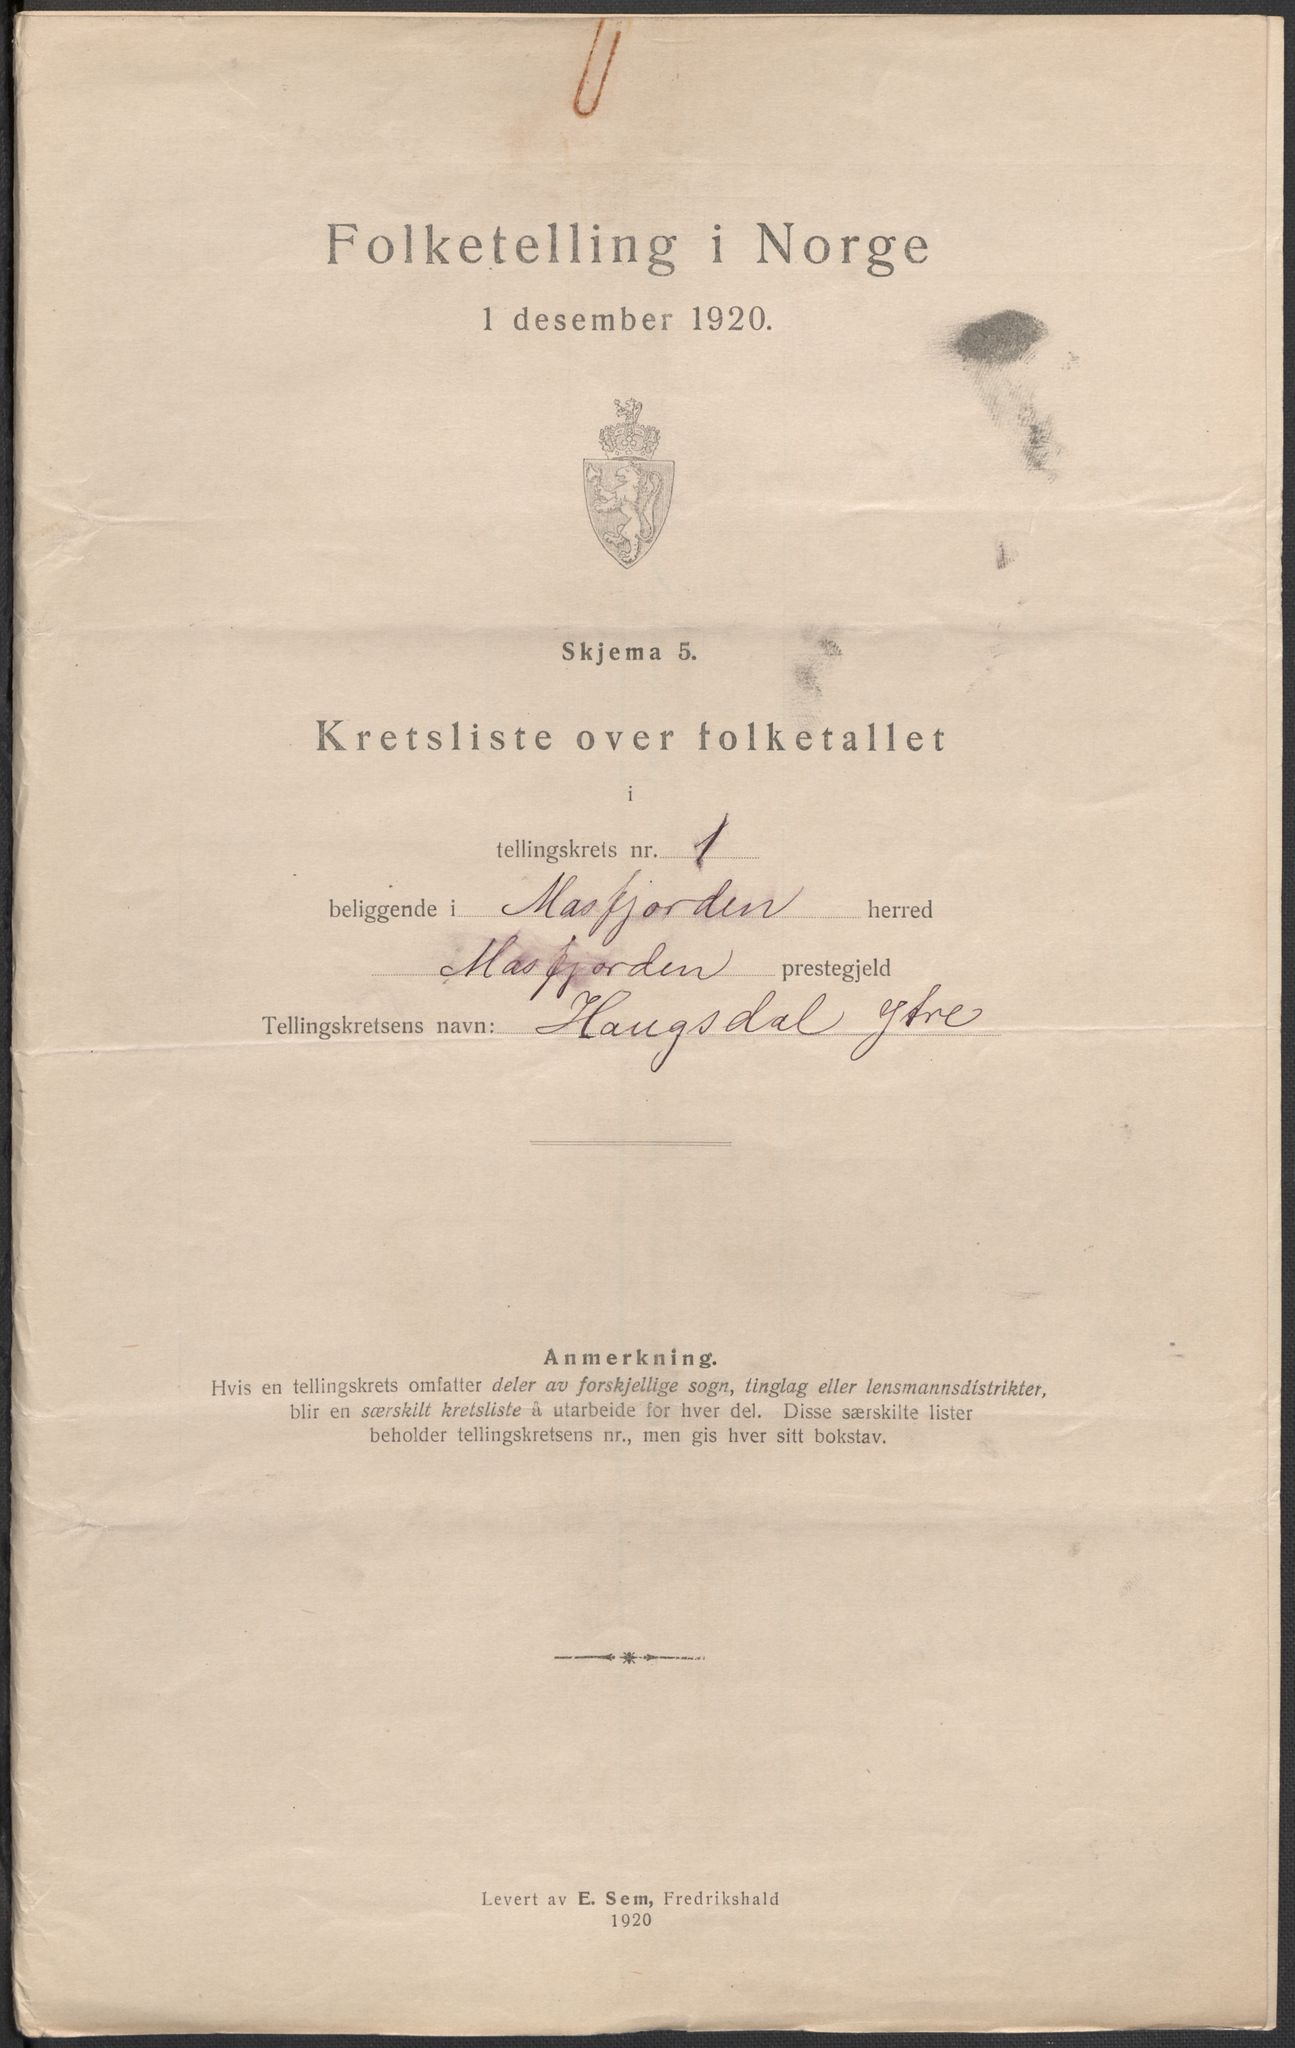 Folketelling i Norge
1 desember 1920.
Skjema 5.
Kretsliste over folketallet
i
tellingskrets nr. 1
beliggende i Masfjorden herred
Masfjorden prestegjeld
Tellingskretsens navn: Haugsdal ytre
Anmerkning.
Hvis en tellingskrets omfatter deler av forskjellige sogn, tinglag eller lensmannsdistrikter,
blir en særskilt kretsliste å utarbeide for hver del. Disse særskilte lister
beholder tellingskretsens nr., men gis hver sitt bokstav.
Levert av E. Sem, Fredrikshald
1920